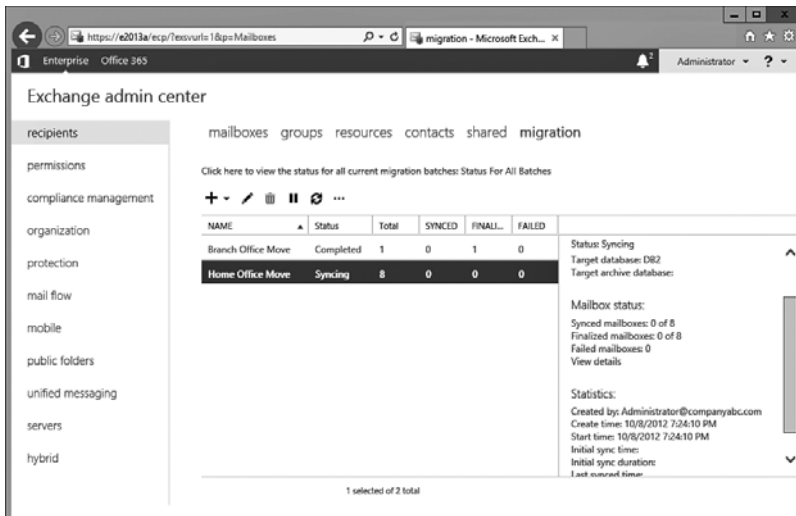 https://e2013a/ecp/?exsvurl=1&p=Mailboxes
migration - Microsoft Exch...
Enterprise Office 365
2
Administrator
?
Exchange admin center
recipients
permissions
compliance management
organization
protection
mail flow
mobile
public folders
unified messaging
servers
hybrid
mailboxes groups resources contacts shared migration
Click here to view the status for all current migration batches: Status For All Batches
NAME Status Total SYNCED FINALI... FAILED
Branch Office Move Completed 1 0 1 0
Home Office Move Syncing 8 0 0 0
1 selected of 2 total
Status: Syncing
Target database: DB2
Target archive database:
Mailbox status:
Synced mailboxes: 0 of 8
Finalized mailboxes: 0 of 8
Failed mailboxes: 0
View details
Statistics:
Created by: Administrator@companyabc.com
Create time: 10/8/2012 7:24:10 PM
Start time: 10/8/2012 7:24:10 PM
Initial sync time:
Initial sync duration:
Last synced time: